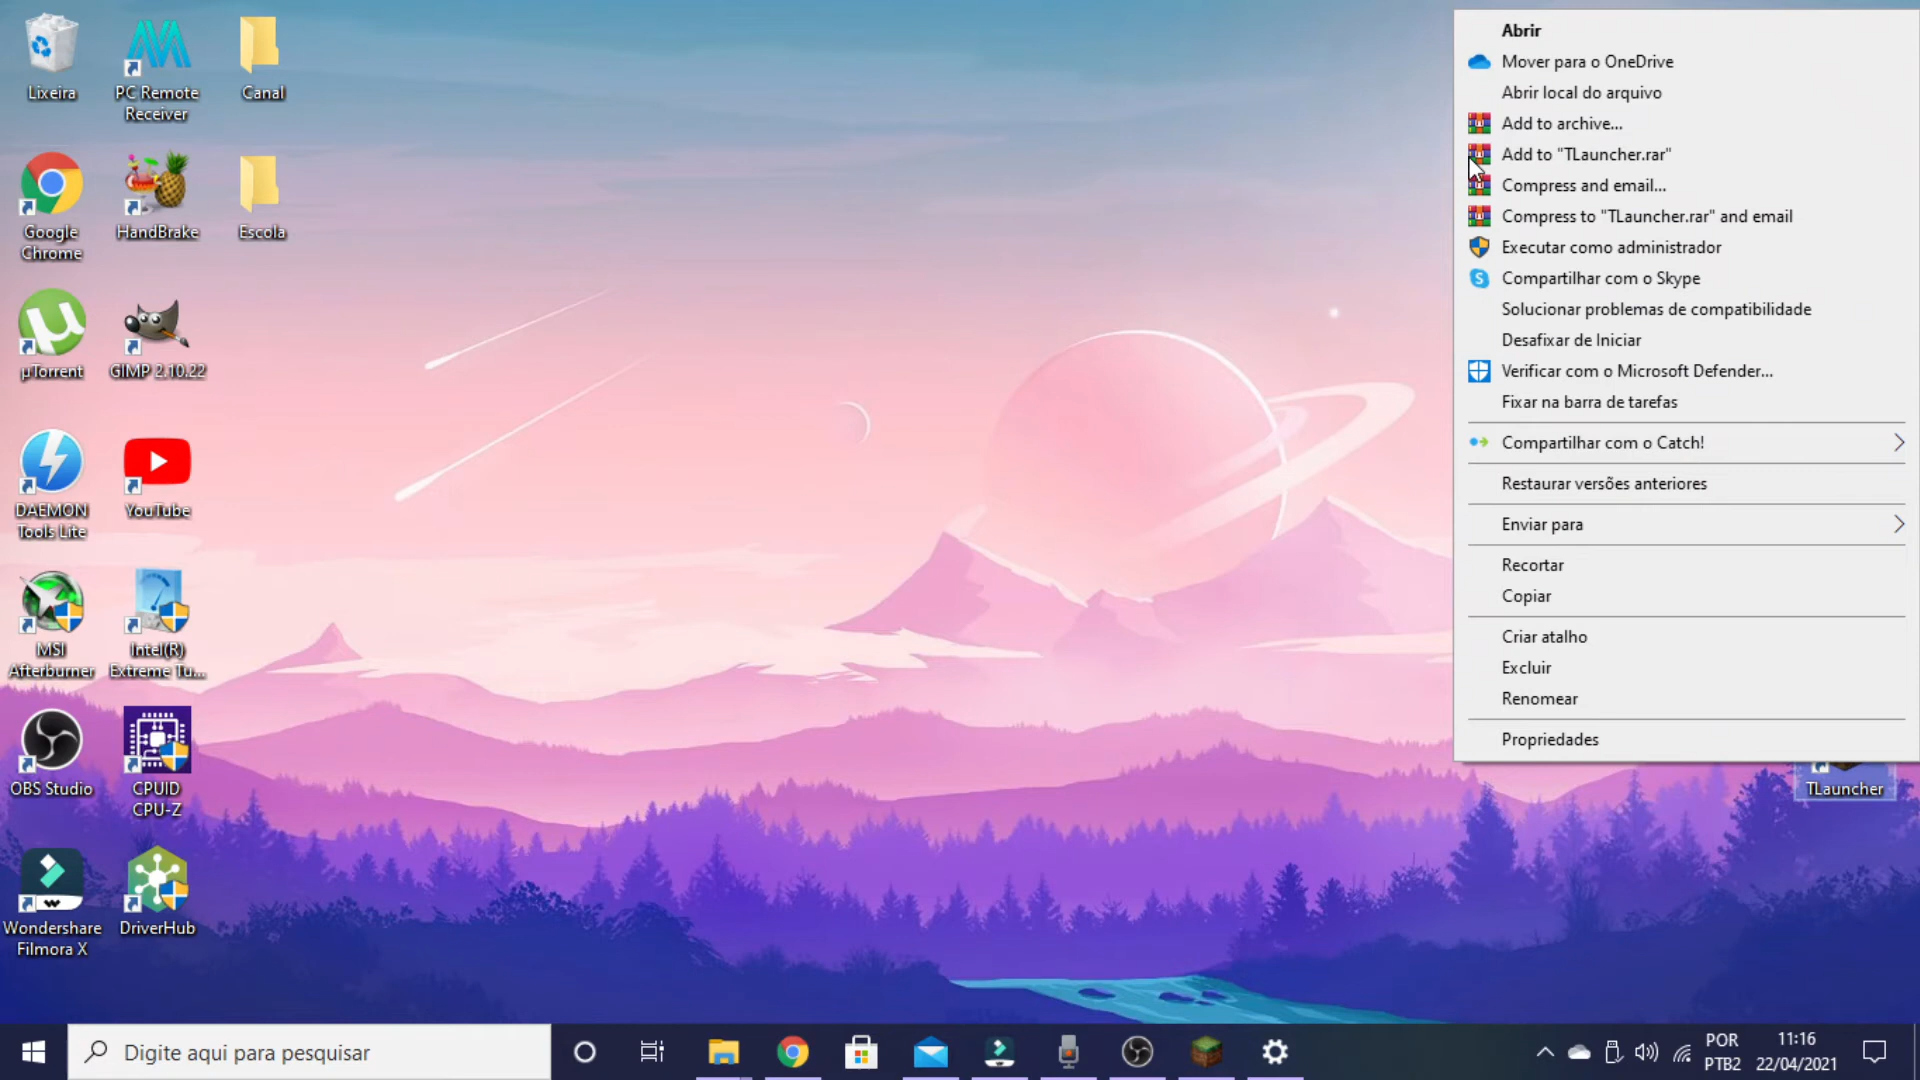 Lixeira
PC Remote
Receiver
Canal
Google
Chrome
HandBrake
Escola
µTorrent
GIMP 2.10.22
DAEMON
Tools Lite
YouTube
MSI
Afterburner
Intel(R)
Extreme Tu...
OBS Studio
CPUID
CPU-Z
Wondershare
Filmora X
DriverHub
Abrir
Mover para o OneDrive
Abrir local do arquivo
Add to archive...
Add to "TLauncher.rar"
Compress and email...
Compress to "TLauncher.rar" and email
Executar como administrador
Compartilhar com o Skype
Solucionar problemas de compatibilidade
Desafixar de Iniciar
Verificar com o Microsoft Defender...
Fixar na barra de tarefas
Compartilhar com o Catch!
Restaurar versões anteriores
Enviar para
Recortar
Copiar
Criar atalho
Excluir
Renomear
Propriedades
TLauncher
Digite aqui para pesquisar
POR
PTB2
11:16
22/04/2021